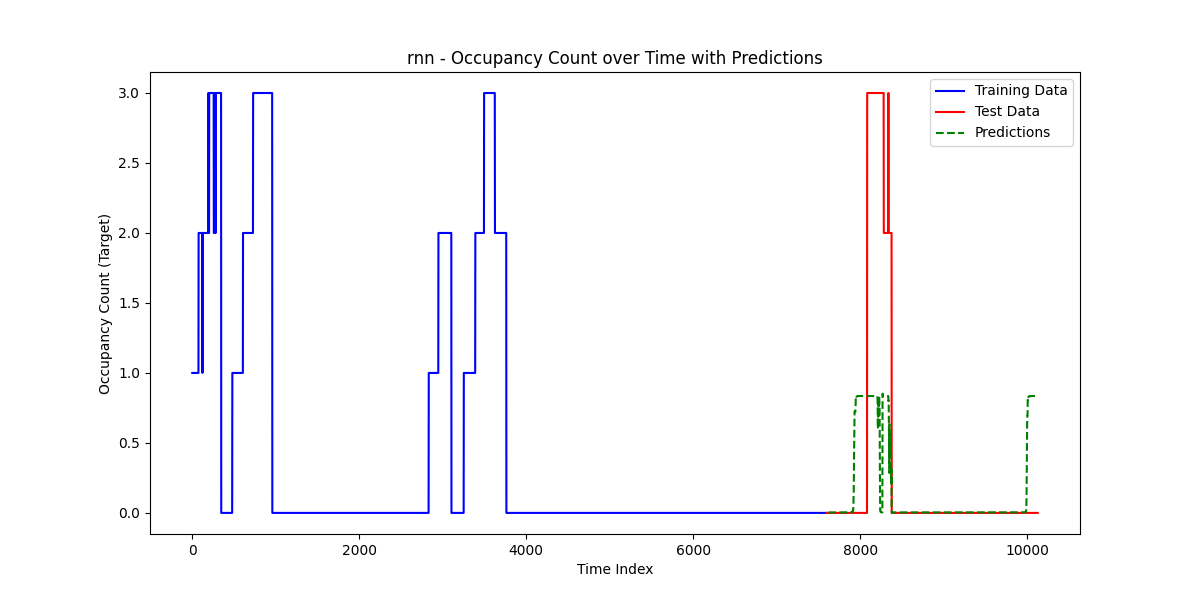 rnn - Occupancy Count over Time with Predictions
Training Data
Test Data
Predictions
Occupancy Count (Target)
3.0
2.5
2.0
1.5
1.0
0.5
0.0
0
2000
4000
6000
8000
10000
Time Index